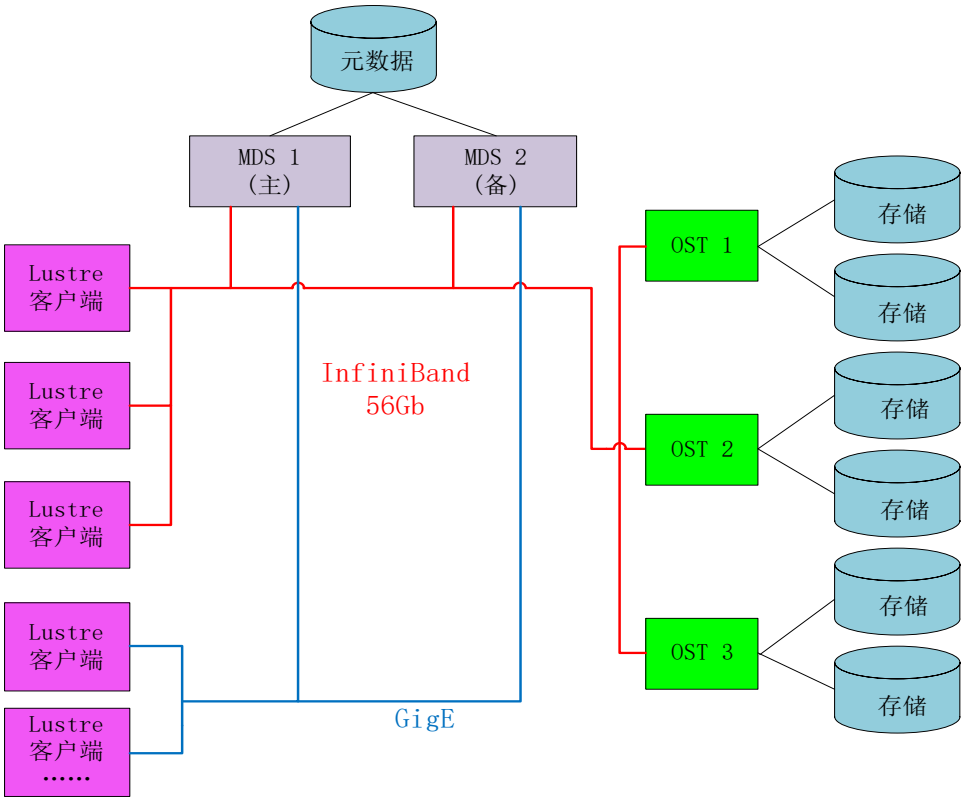 元数据
MDS 1
(主)
MDS 2
(备)
Lustre
客户端
Lustre
客户端
Lustre
客户端
Lustre
客户端
Lustre
客户端
……
InfiniBand
56Gb
GigE
OST 1
OST 2
OST 3
存储
存储
存储
存储
存储
存储